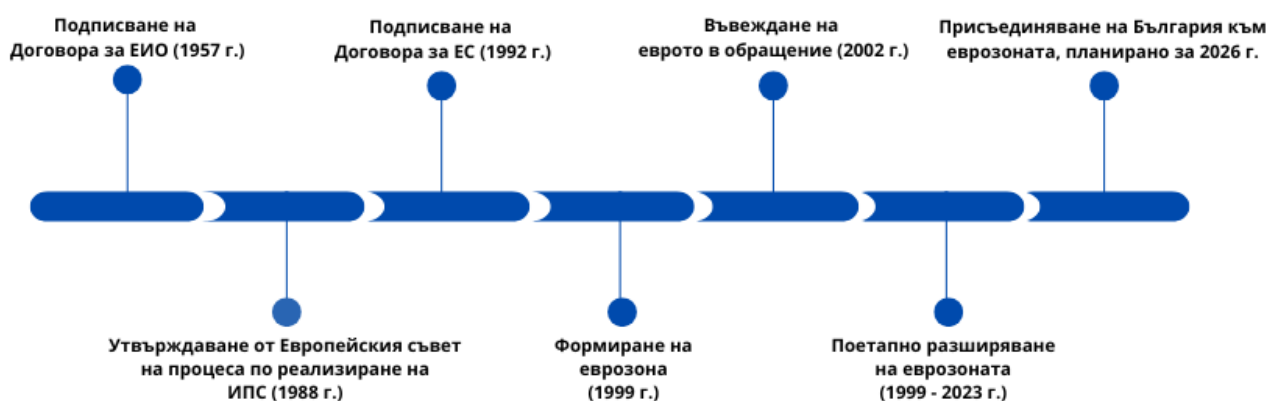 Подписване на
Договора за ЕИО (1957 г.)
Подписване на
Договора за ЕС (1992 г.)
Въвеждане на
еврото в обращение (2002 г.)
Присъединяване на България към
еврозоната, планирано за 2026 г.
Утвърждаване от Европейския съвет
на процеса по реализиране на
ИПС (1988 г.)
Формиране на
еврозона
(1999 г.)
Поетапно разширяване
на еврозоната
(1999 - 2023 г.)